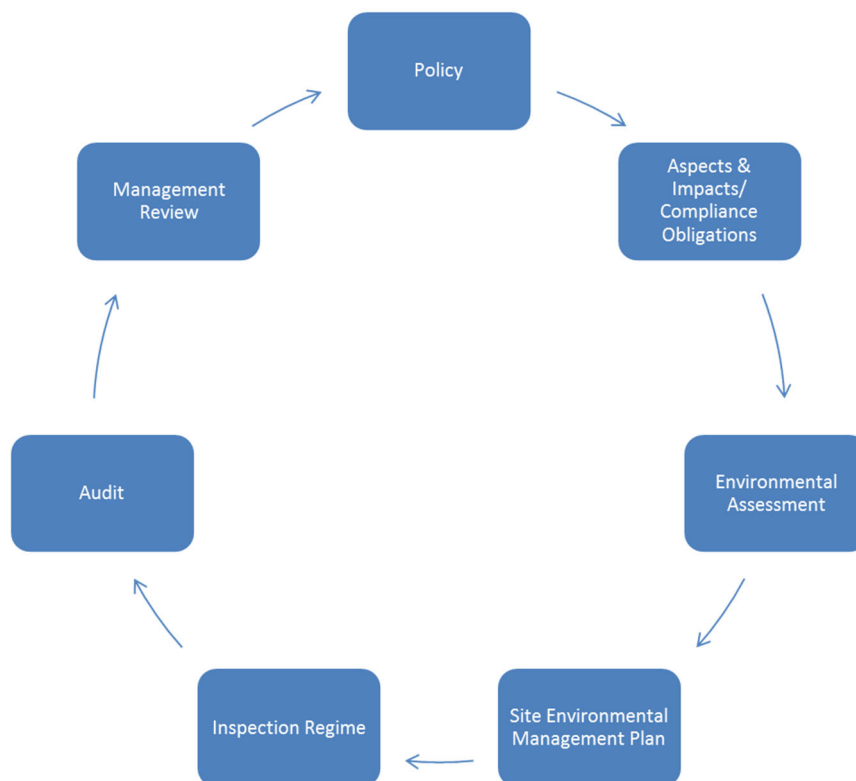 Policy
Aspects &
Impacts/
Compliance
Obligations
Environmental
Assessment
Site Environmental
Management Plan
Inspection Regime
Audit
Management
Review